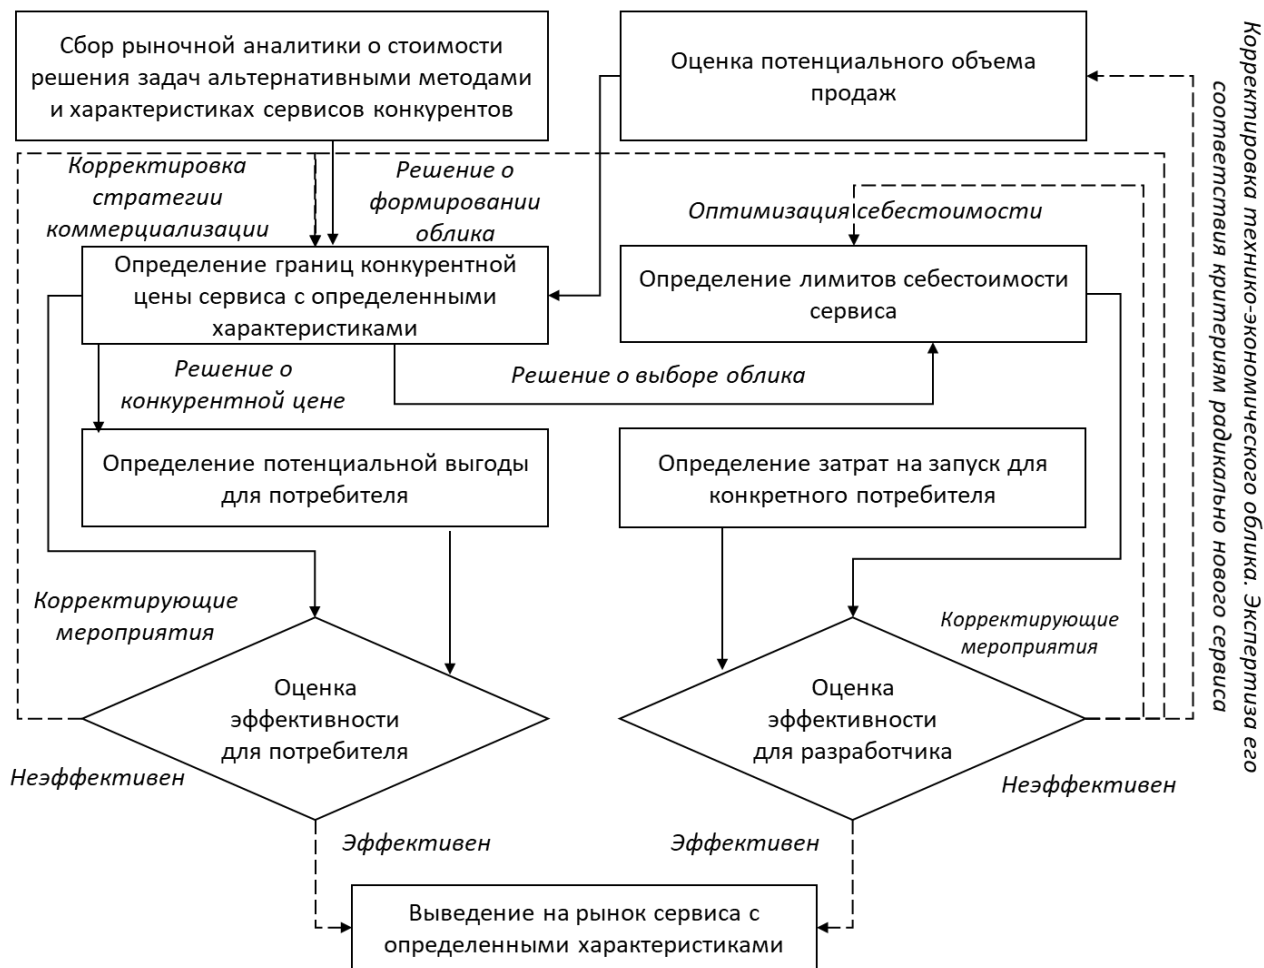 Сбор рыночной аналитики о стоимости
решения задач альтернативными методами
и характеристиках сервисов конкурентов
Оценка потенциального объема
продаж
Корректировка технико-экономического облика. Экспертиза его
соответствия критериям радикально нового сервиса
Корректировка
стратегии
коммерциализации
Решение о
формировании
облика
Оптимизация себестоимости
Определение границ конкурентной
цены сервиса с определенными
характеристиками
Определение лимитов себестоимости
сервиса
Решение о
конкурентной цене
Решение о выборе облика
Определение потенциальной выгоды
для потребителя
Определение затрат на запуск для
конкретного потребителя
Корректирующие
мероприятия
Корректирующие
мероприятия
Оценка
эффективности
для потребителя
Оценка
эффективности
для разработчика
Неэффективен
Неэффективен
Эффективен
Эффективен
Выведение на рынок сервиса с
определенными характеристиками